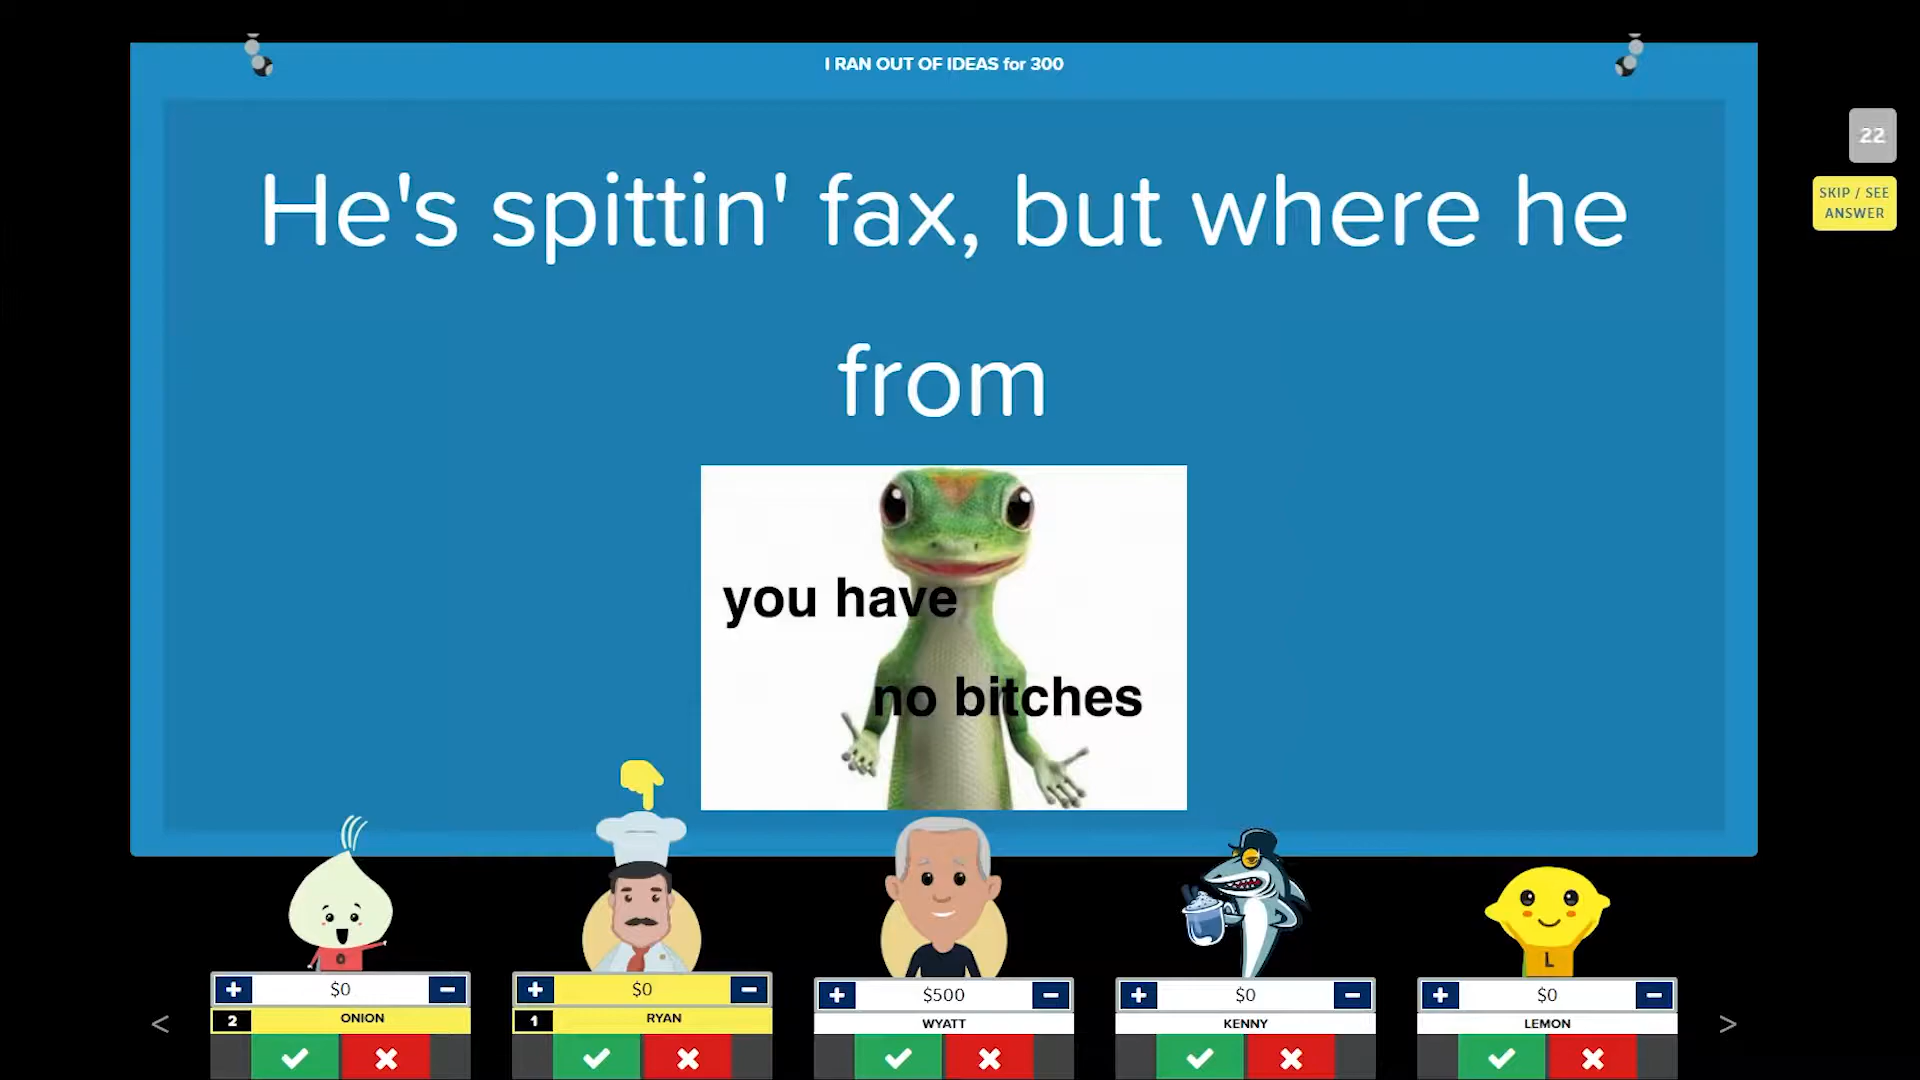 I RAN OUT OF IDEAS for 300
22
SKIP / SEE
ANSWER
He's spittin' fax, but where he
from
you have
no bitches
O
L
+ $0 −
+ $0 −
+ $500 −
+ $0 −
+ $0 −
< 2 ONION
1 RYAN
WYATT
KENNY
LEMON >